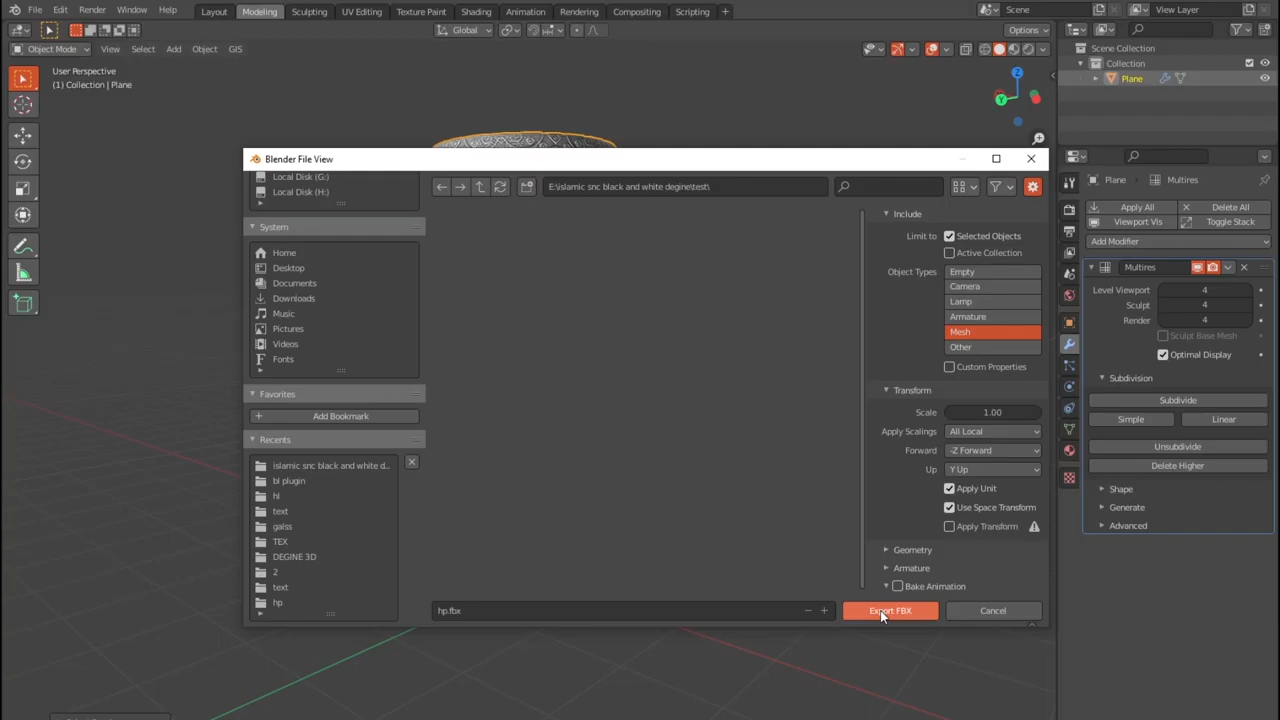 File Edit Render Window Help Layout Modeling Sculpting UV Editing Texture Paint Shading Animation Rendering Compositing Scripting + Scene View Layer
Global Options
Object Mode View Select Add Object GIS
User Perspective
(1) Collection | Plane
Z
Y
Scene Collection
Collection
Plane
Plane Multires
Apply All Delete All
Viewport Vis Toggle Stack
Add Modifier
Multires
Level Viewport 4
Sculpt 4
Render 4
Sculpt Base Mesh
Optimal Display
Subdivision
Subdivide
Simple Linear
Unsubdivide
Delete Higher
Shape
Generate
Advanced
Blender File View
Local Disk (G:)
Local Disk (H:)
System
Home
Desktop
Documents
Downloads
Music
Pictures
Videos
Fonts
Favorites
Add Bookmark
Recents
islamic snc black and white d...
bl plugin
hl
text
galss
TEX
DEGINE 3D
2
text
hp
E:\islamic snc black and white degine\test\
Include
Limit to Selected Objects
Active Collection
Object Types Empty
Camera
Lamp
Armature
Mesh
Other
Custom Properties
Transform
Scale 1.00
Apply Scalings All Local
Forward -Z Forward
Up Y Up
Apply Unit
Use Space Transform
Apply Transform
Geometry
Armature
Bake Animation
hp.fbx
Export FBX Cancel